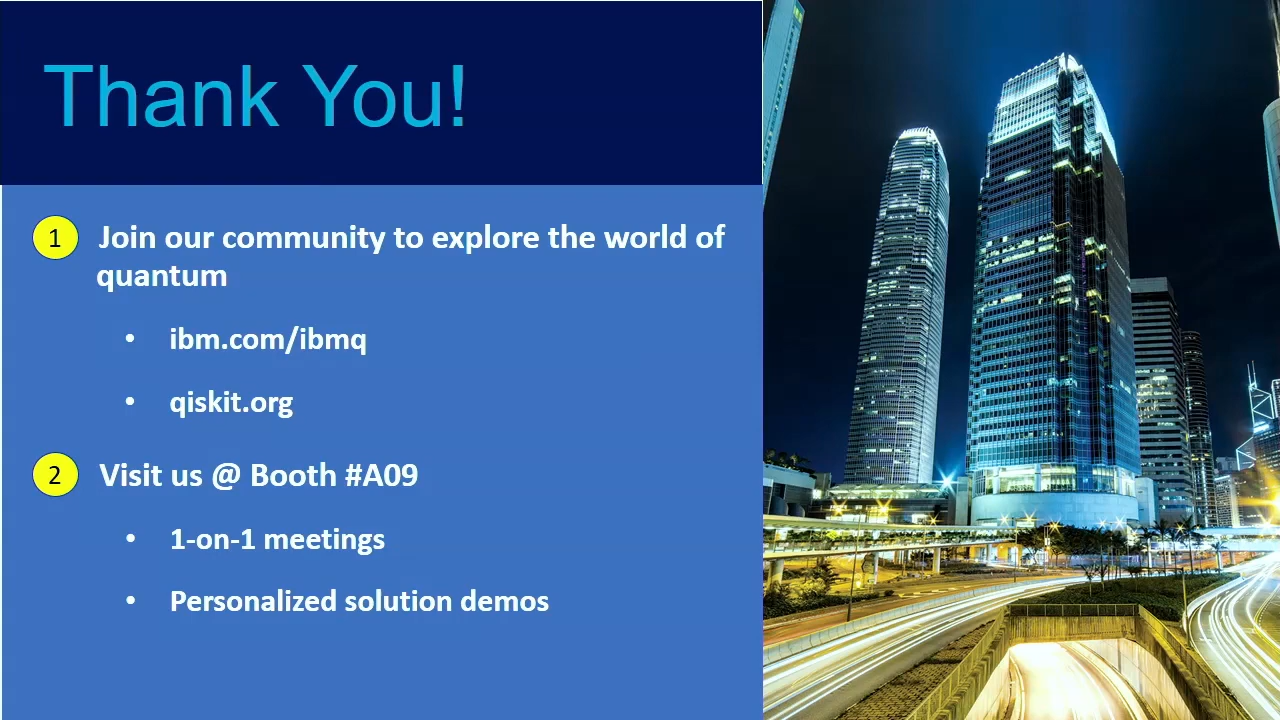 Thank You!
1 Join our community to explore the world of
quantum
• ibm.com/ibmq
• qiskit.org
2 Visit us @ Booth #A09
• 1-on-1 meetings
• Personalized solution demos